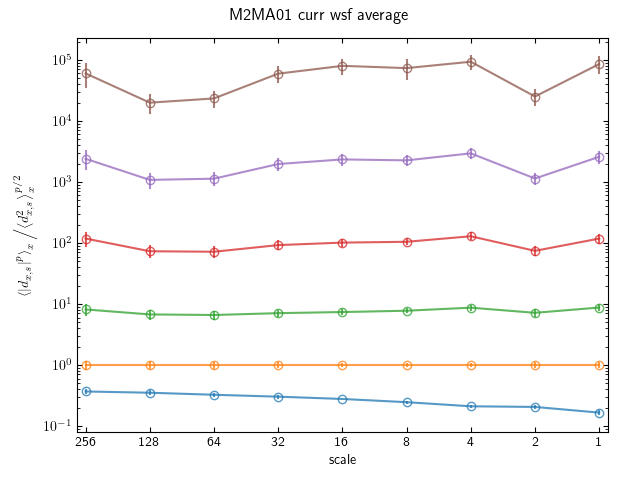 M2MA01 curr wsf average
10^5
10^4
10^3
10^2
10^1
10^0
10^{-1}
⟨|d_{x,s}|^p⟩_x / ⟨d^2_{x,s}⟩_x^{p/2}
256 128 64 32 16 8 4 2 1
scale